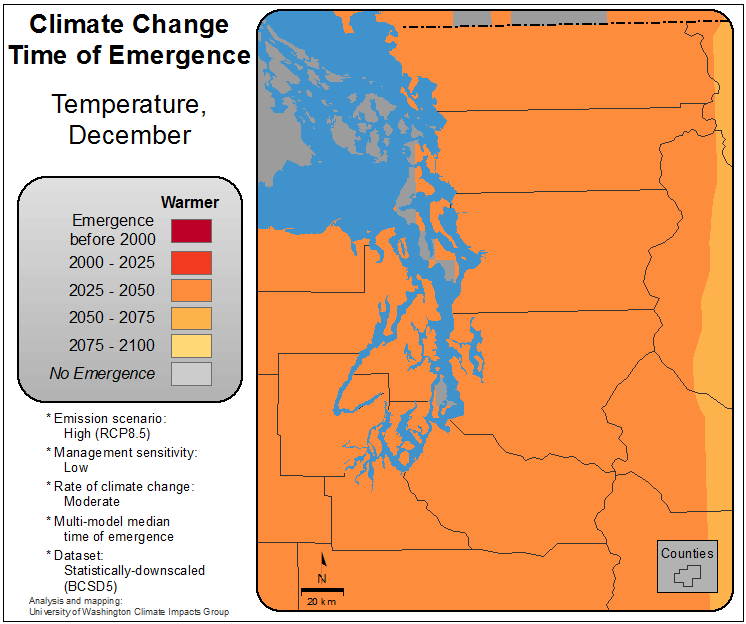 Climate Change
Time of Emergence
Temperature,
December
Warmer
Emergence
before 2000
2000 - 2025
2025 - 2050
2050 - 2075
2075 - 2100
No Emergence
* Emission scenario:
High (RCP8.5)
* Management sensitivity:
Low
* Rate of climate change:
Moderate
* Multi-model median
time of emergence
* Dataset:
Statistically-downscaled
(BCSD5)
Analysis and mapping:
University of Washington Climate Impacts Group
N
20 km
Counties